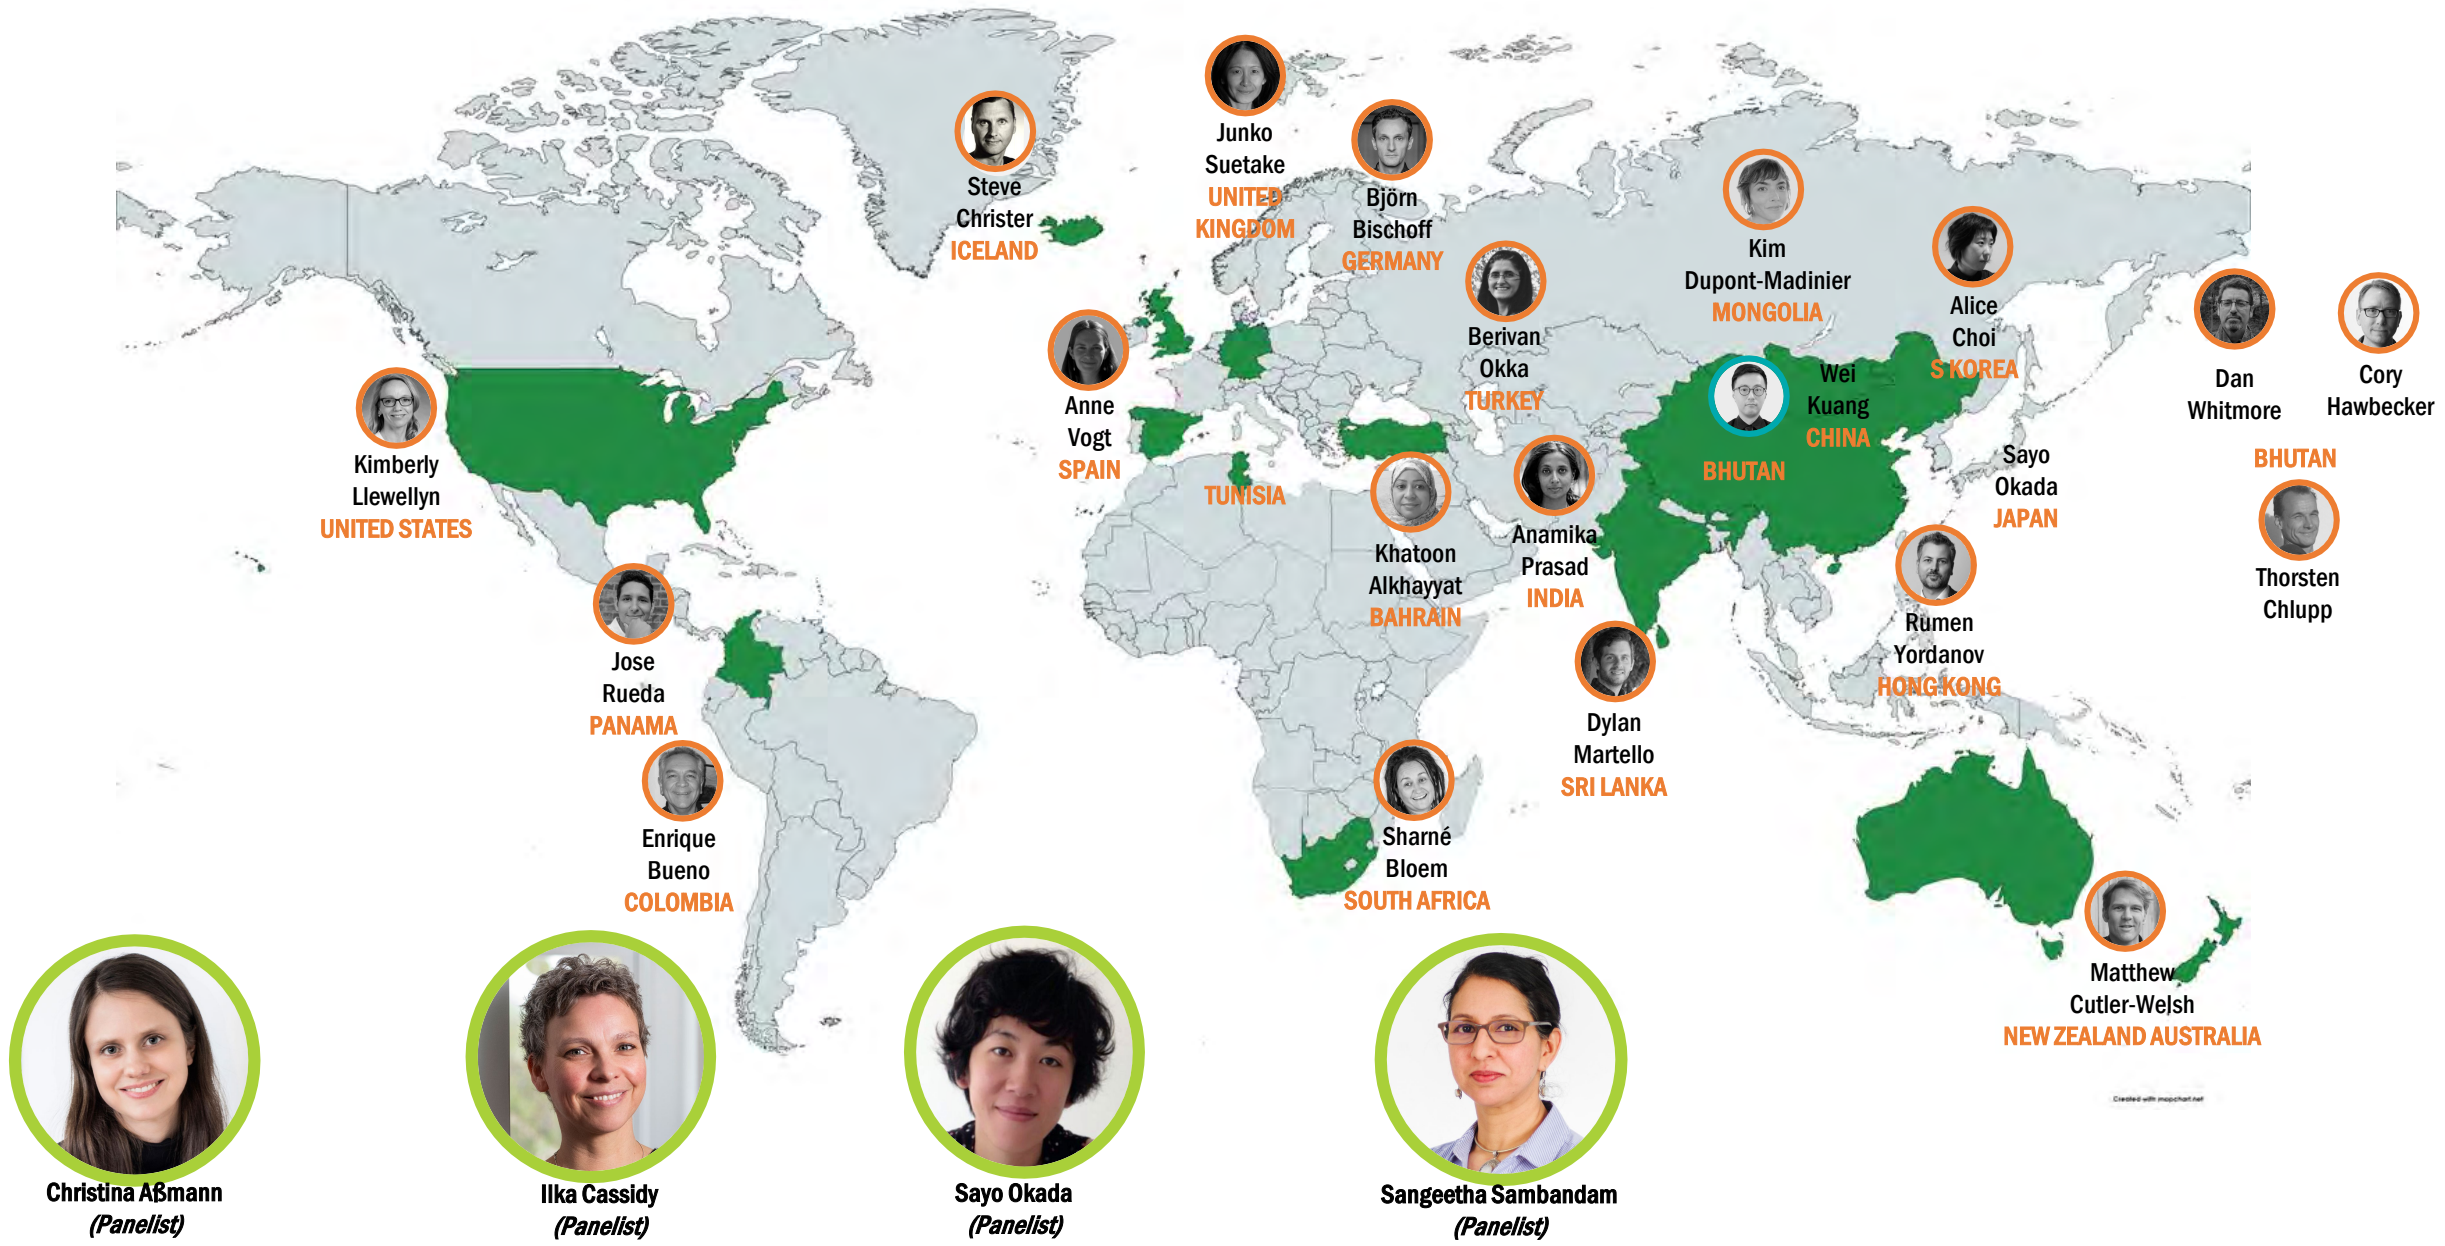 Junko
Suetake
UNITED
KINGDOM
Steve
Christer
ICELAND
Björn
Bischoff
GERMANY
Kim
Dupont-Madinier
MONGOLIA
Alice
Choi
S KOREA
Berivan
Okka
TURKEY
Dan
Whitmore
Cory
Hawbecker
BHUTAN
Thorsten
Chlupp
Anne
Vogt
SPAIN
Wei
Kuang
CHINA
BHUTAN
Kimberly
Llewellyn
UNITED STATES
TUNISIA
Sayo
Okada
JAPAN
Khatoon
Alkhayyat
BAHRAIN
Anamika
Prasad
INDIA
Rumen
Yordanov
HONG KONG
Jose
Rueda
PANAMA
Dylan
Martello
SRI LANKA
Enrique
Bueno
COLOMBIA
Sharné
Bloem
SOUTH AFRICA
Matthew
Cutler-Welsh
NEW ZEALAND AUSTRALIA
Created with mapchart.net
Christina Aßmann
(Panelist)
Ilka Cassidy
(Panelist)
Sayo Okada
(Panelist)
Sangeetha Sambandam
(Panelist)